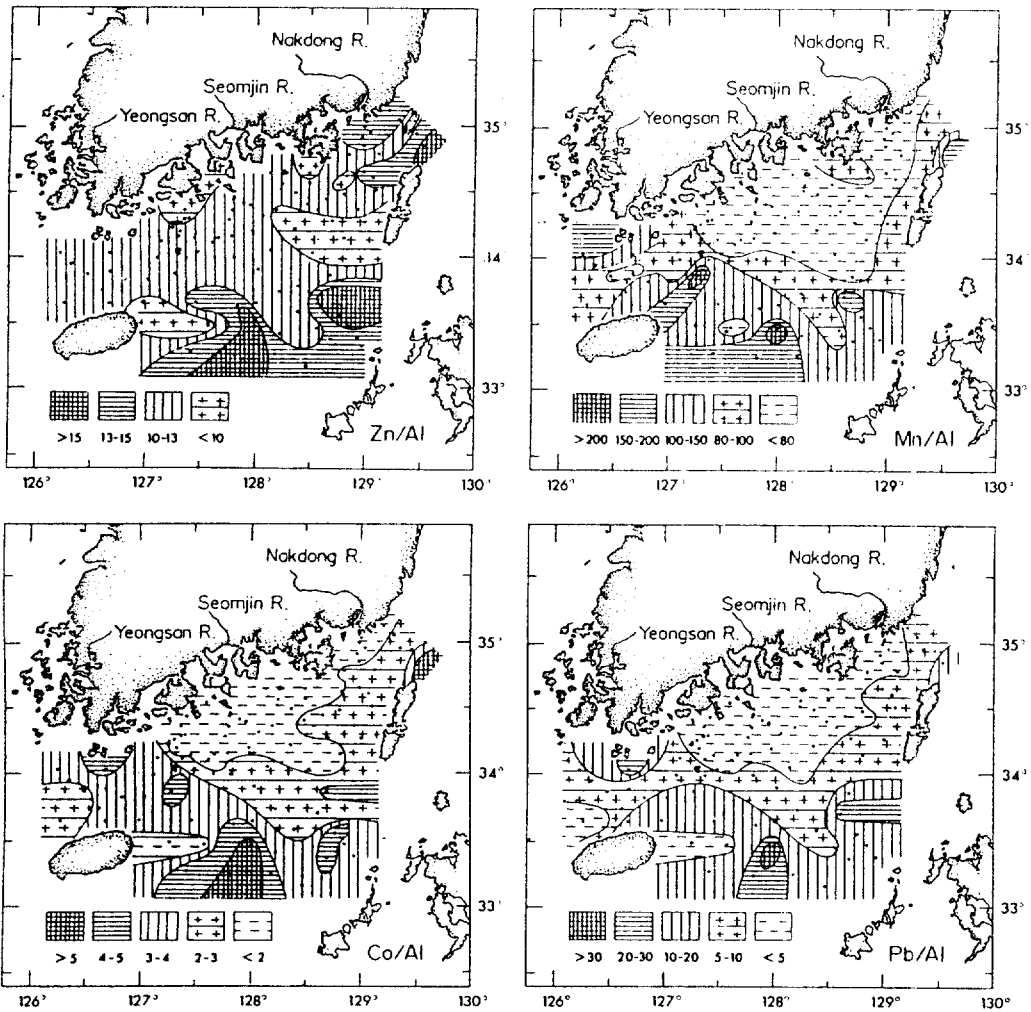 Nakdong R.
Seomjin R.
Yeongsan R.
35°
34°
33°
>15 13-15 10-13 <10
Zn/Al
126° 127° 128° 129° 130°
Nakdong R.
Seomjin R.
Yeongsan R.
35°
34°
33°
>200 150-200 100-150 80-100 <80
Mn/Al
126° 127° 128° 129° 130°
Nakdong R.
Seomjin R.
Yeongsan R.
35°
34°
33°
>5 4-5 3-4 2-3 <2
Co/Al
126° 127° 128° 129° 130°
Nakdong R.
Seomjin R.
Yeongsan R.
35°
34°
33°
>30 20-30 10-20 5-10 <5
Pb/Al
126° 127° 128° 129° 130°